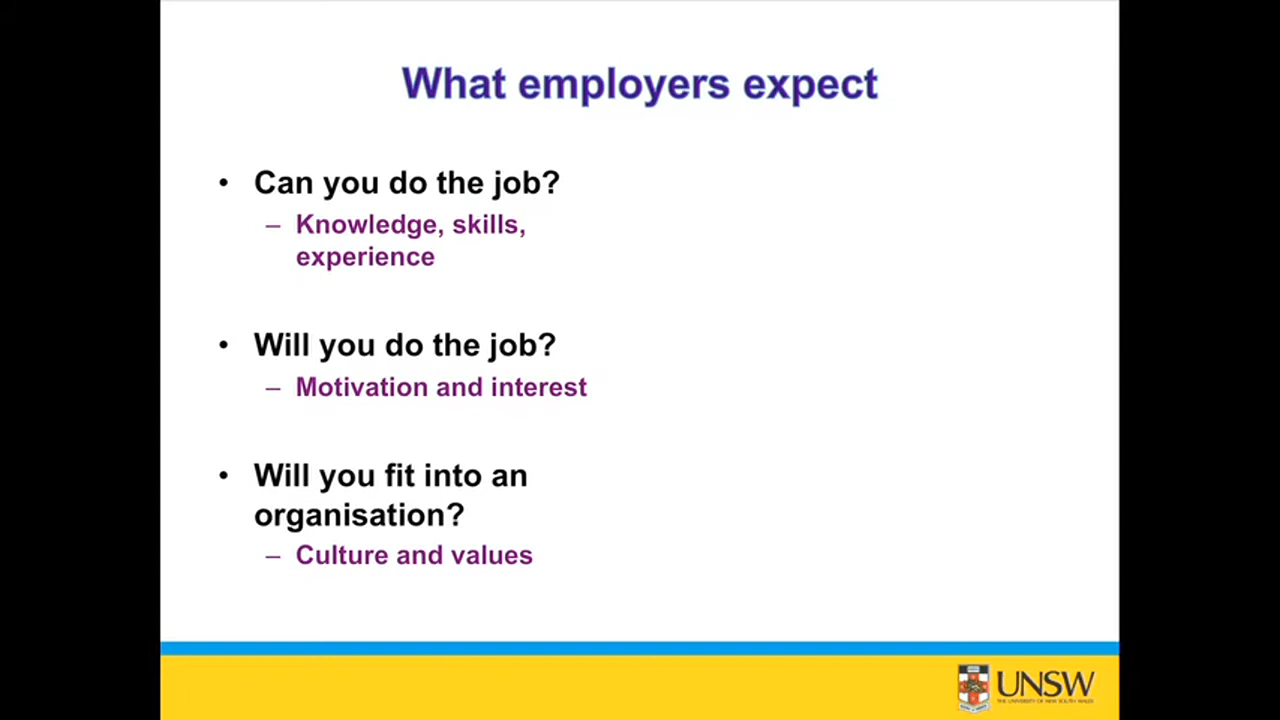 What employers expect
• Can you do the job?
– Knowledge, skills,
experience
• Will you do the job?
– Motivation and interest
• Will you fit into an
organisation?
– Culture and values
UNSW
THE UNIVERSITY OF NEW SOUTH WALES